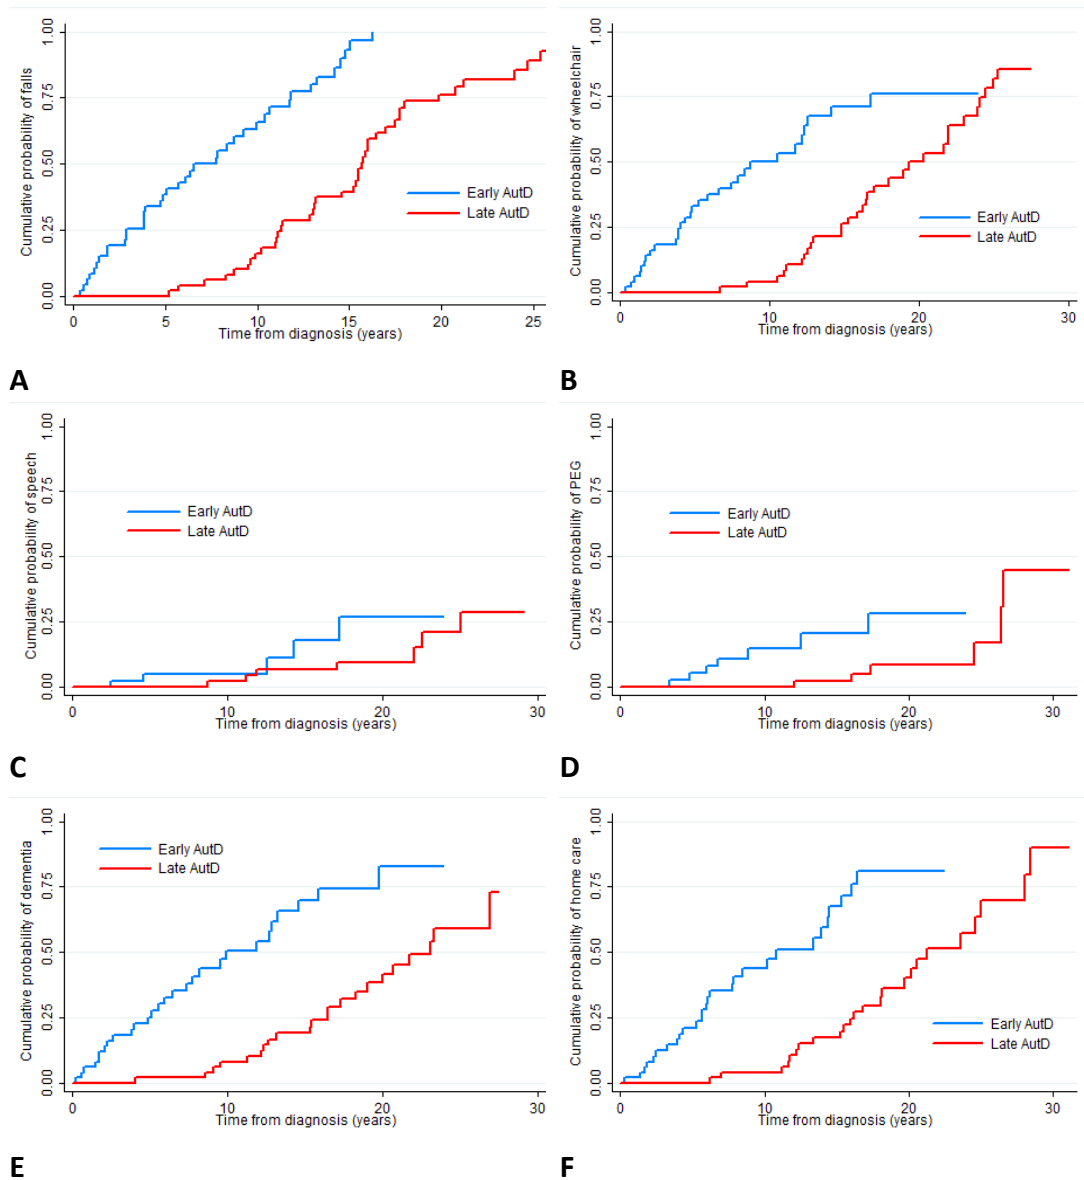 Cumulative probability of falls
1.00
0.75
0.50
0.25
0.00
Early AutD
Late AutD
0 5 10 15 20 25
Time from diagnosis (years)
A
Cumulative probability of wheelchair
1.00
0.75
0.50
0.25
0.00
Early AutD
Late AutD
0 10 20 30
Time from diagnosis (years)
B
Cumulative probability of speech
1.00
0.75
0.50
0.25
0.00
Early AutD
Late AutD
0 10 20 30
Time from diagnosis (years)
C
Cumulative probability of PEG
1.00
0.75
0.50
0.25
0.00
Early AutD
Late AutD
0 10 20 30
Time from diagnosis (years)
D
Cumulative probability of dementia
1.00
0.75
0.50
0.25
0.00
Early AutD
Late AutD
0 10 20 30
Time from diagnosis (years)
E
Cumulative probability of home care
1.00
0.75
0.50
0.25
0.00
Early AutD
Late AutD
0 10 20 30
Time from diagnosis (years)
F